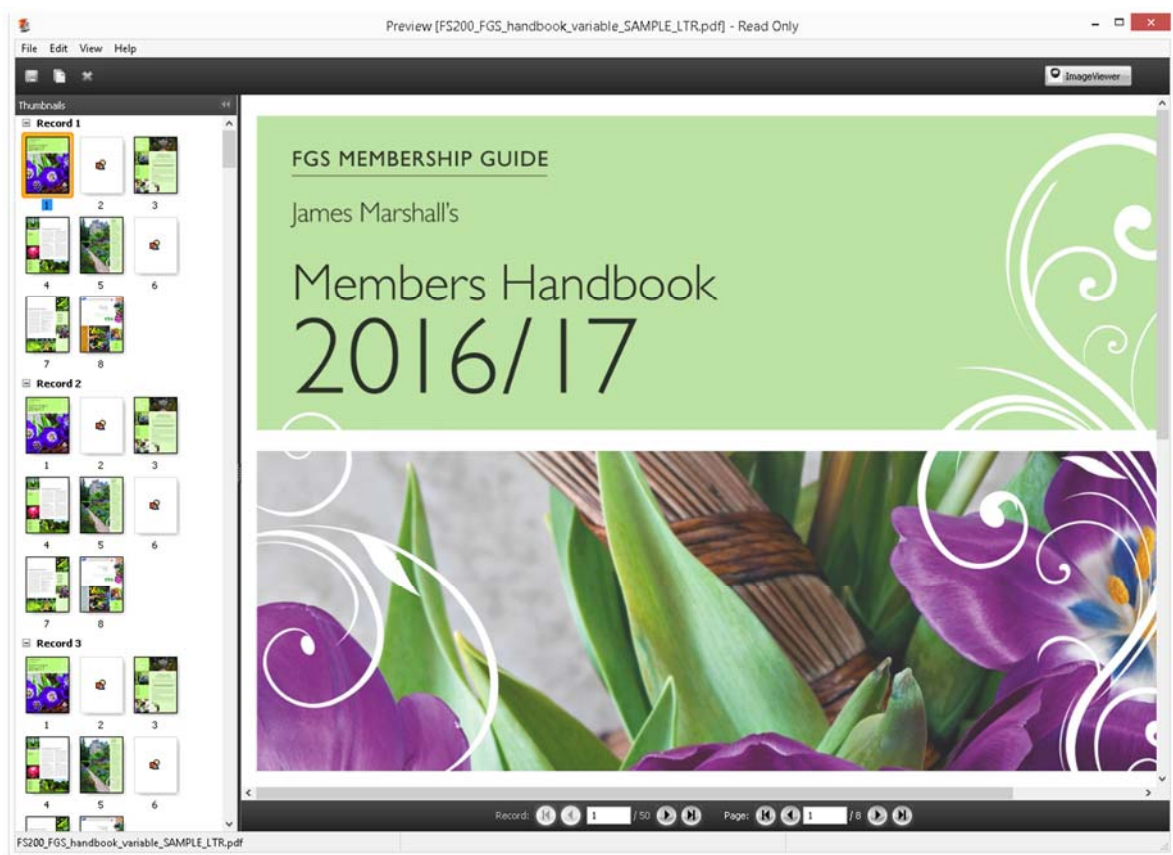 Preview [FS200_FGS_handbook_variable_SAMPLE_LTR.pdf] - Read Only
File Edit View Help
ImageViewer
Thumbnails
Record 1
1 2 3
4 5 6
7 8
Record 2
1 2 3
4 5 6
7 8
Record 3
1 2 3
4 5 6
FGS MEMBERSHIP GUIDE
James Marshall's
Members Handbook
2016/17
Record: 1 / 50 Page: 1 / 8
FS200_FGS_handbook_variable_SAMPLE_LTR.pdf